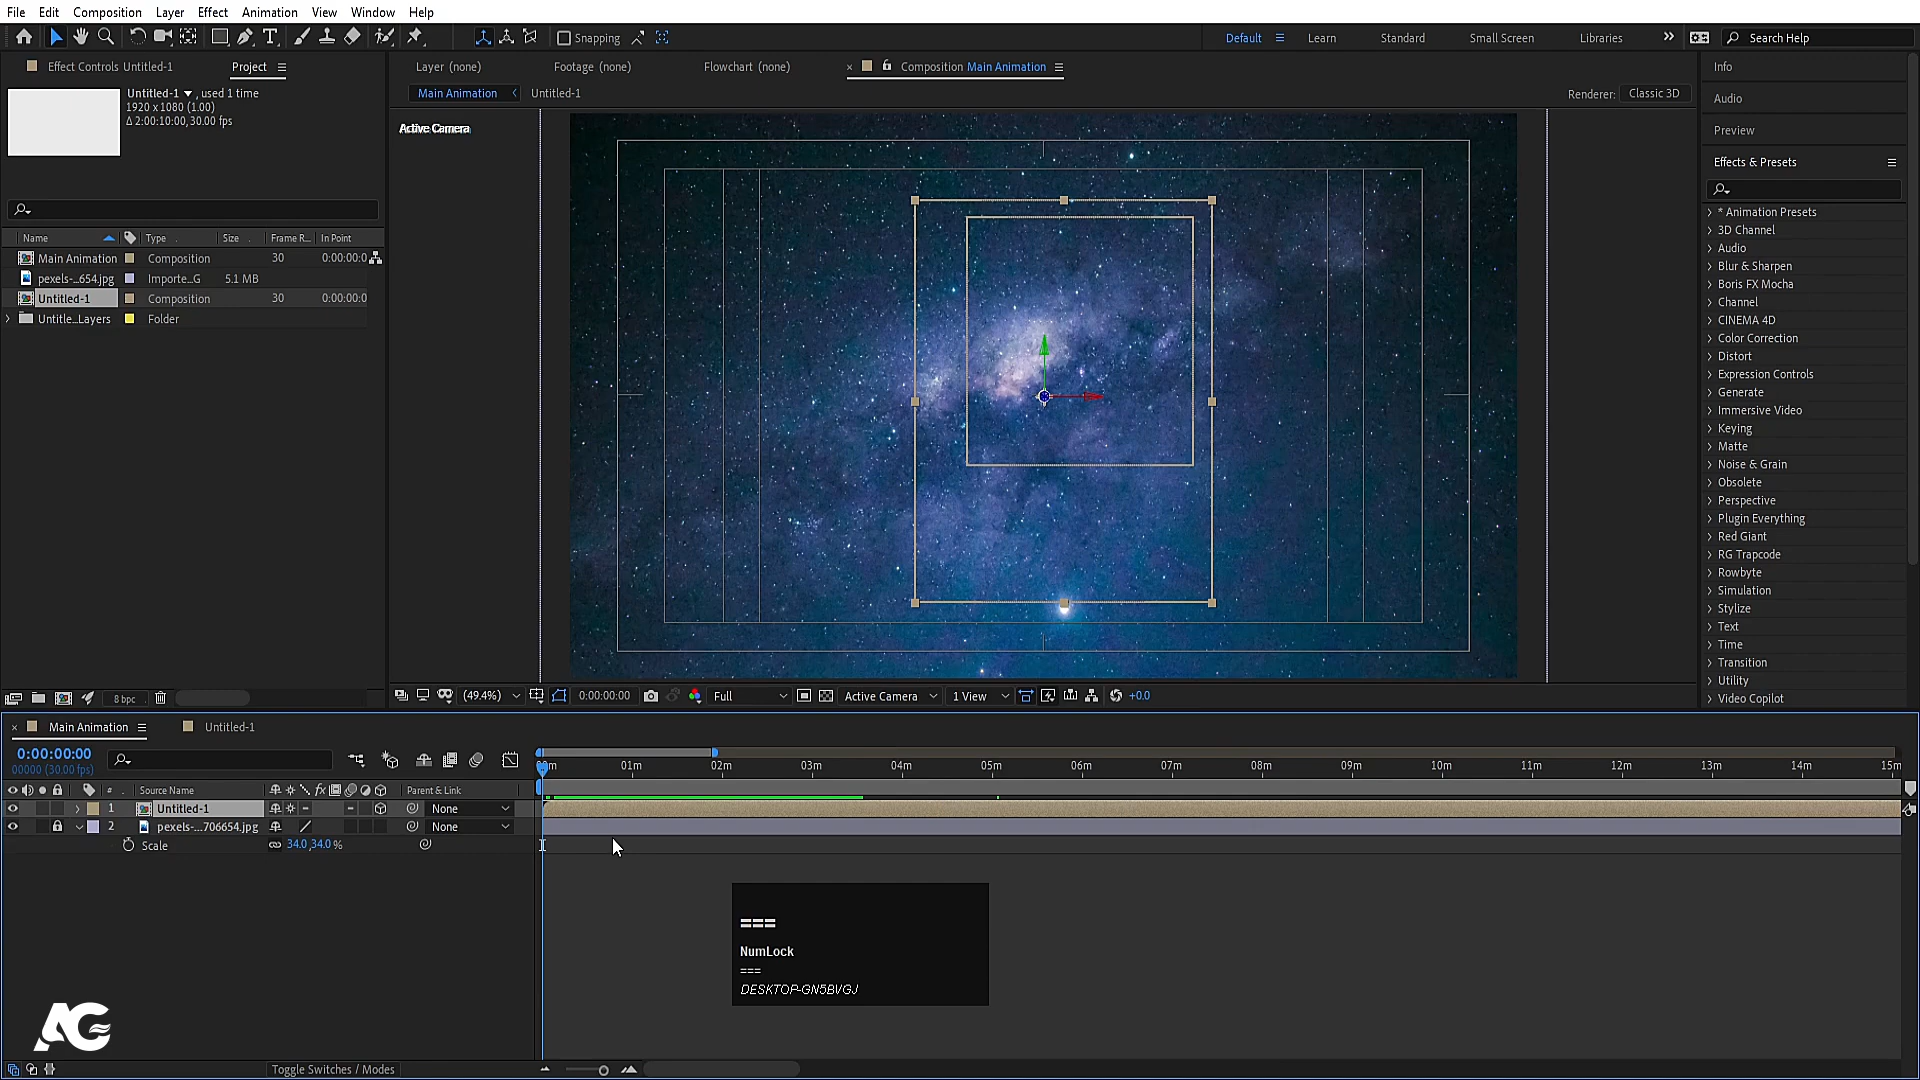 File Edit Composition Layer Effect Animation View Window Help
Snapping
Default
Learn
Standard
Small Screen
Libraries
Search Help
Effect Controls Untitled-1
Project
Layer (none)
Footage (none)
Flowchart (none)
Composition Main Animation
Info
Untitled-1 , used 1 time
1920 x 1080 (1.00)
Δ 2:00:10:00, 30.00 fps
Main Animation
Untitled-1
Renderer: Classic 3D
Audio
Active Camera
Preview
Effects & Presets
Name Type Size Frame R... In Point
Main Animation Composition 30 0:00:00:0
pexels-...654.jpg Importe...G 5.1 MB
Untitled-1 Composition 30 0:00:00:0
Untitle...Layers Folder
* Animation Presets
3D Channel
Audio
Blur & Sharpen
Boris FX Mocha
Channel
CINEMA 4D
Color Correction
Distort
Expression Controls
Generate
Immersive Video
Keying
Matte
Noise & Grain
Obsolete
Perspective
Plugin Everything
Red Giant
RG Trapcode
Rowbyte
Simulation
Stylize
Text
Time
Transition
Utility
Video Copilot
8 bpc
(49.4%)
0:00:00:00
Full
Active Camera
1 View
+0.0
Main Animation
Untitled-1
0:00:00:00
00000 (30.00 fps)
01m 02m 03m 04m 05m 06m 07m 08m 09m 10m 11m 12m 13m 14m 15m
# Source Name Parent & Link
1 Untitled-1 None
2 pexels-...706654.jpg None
Scale 34.0,34.0%
===
NumLock
===
DESKTOP-GN5BVGJ
AG
Toggle Switches / Modes